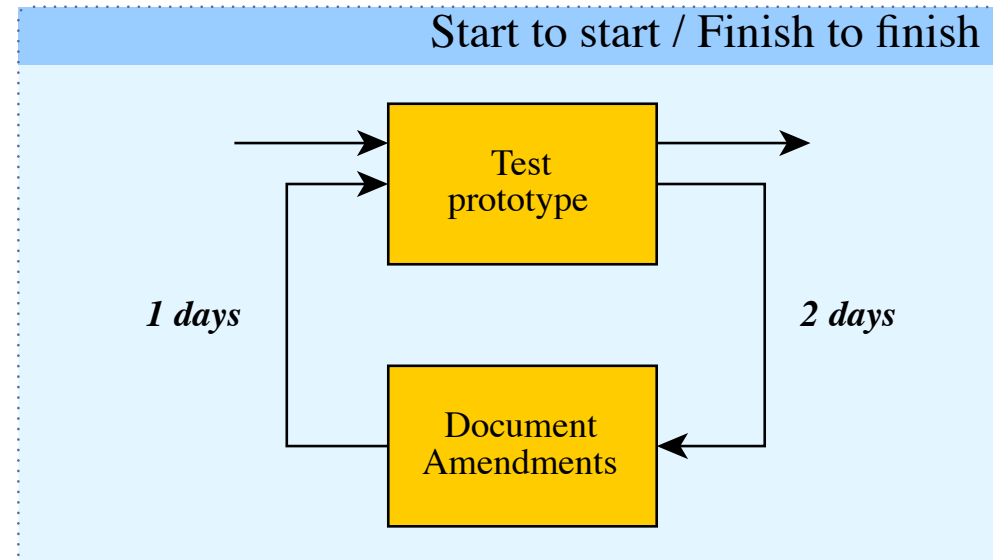 Start to start / Finish to finish
Test
prototype
1 days
2 days
Document
Amendments